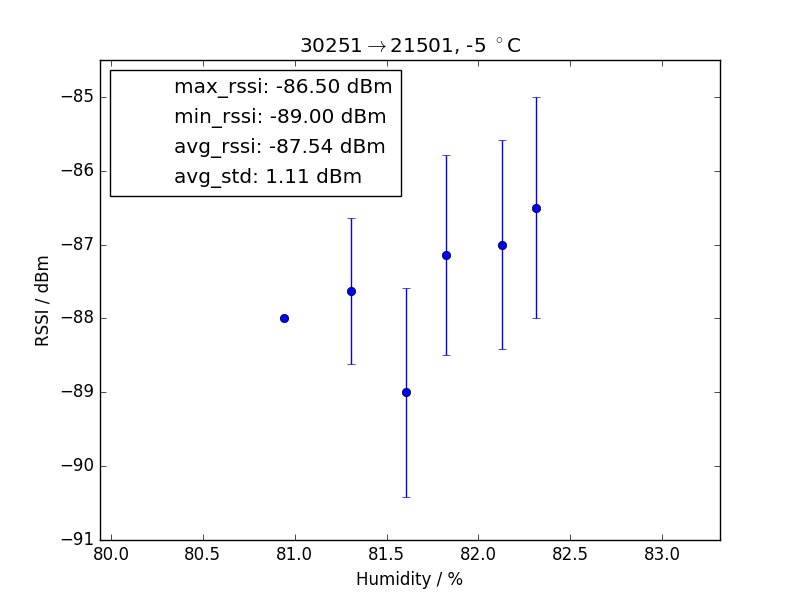 30251→21501, -5 °C
max_rssi: -86.50 dBm
min_rssi: -89.00 dBm
avg_rssi: -87.54 dBm
avg_std: 1.11 dBm
RSSI / dBm
−85
−86
−87
−88
−89
−90
−91
80.0 80.5 81.0 81.5 82.0 82.5 83.0
Humidity / %